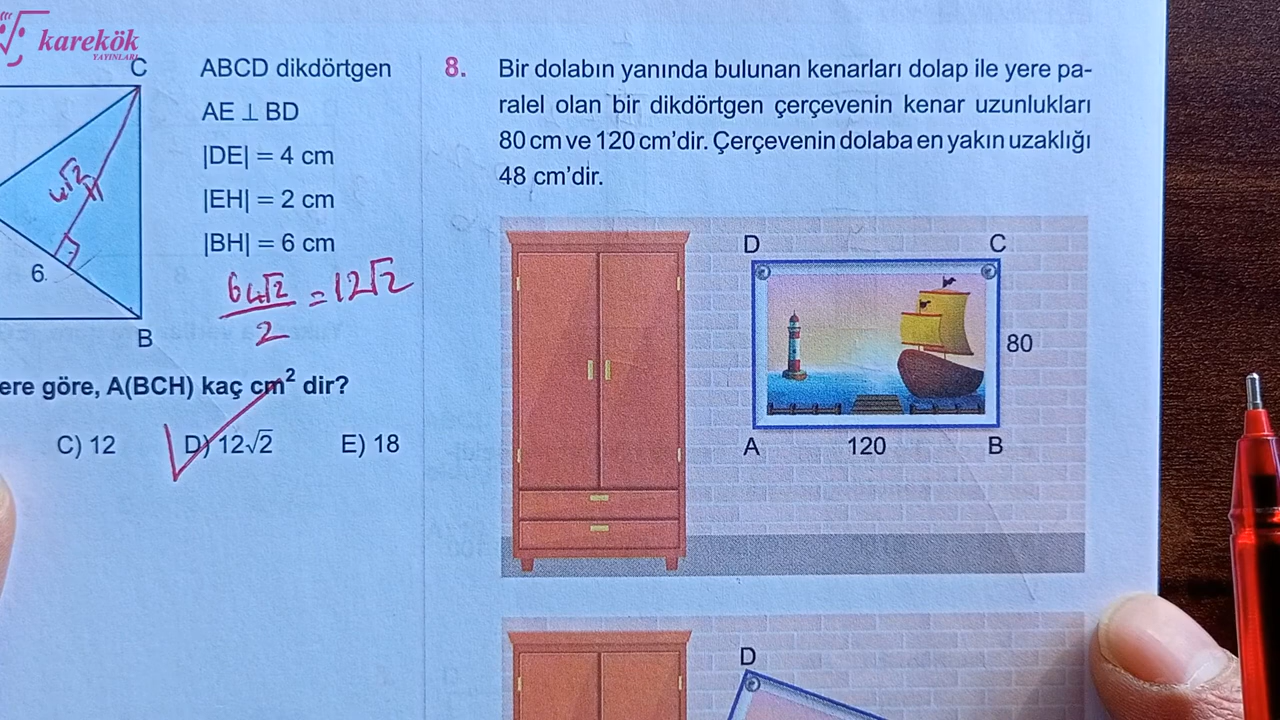 karekök
YAYINLARI
C
ABCD dikdörtgen
AE ⊥ BD
|DE| = 4 cm
|EH| = 2 cm
|BH| = 6 cm
4√2
6.
B
6 4√2 / 2 = 12√2
ere göre, A(BCH) kaç cm² dir?
C) 12
D) 12√2
E) 18
8. Bir dolabın yanında bulunan kenarları dolap ile yere pa-
ralel olan bir dikdörtgen çerçevenin kenar uzunlukları
80 cm ve 120 cm'dir. Çerçevenin dolaba en yakın uzaklığı
48 cm'dir.
D
C
80
A
120
B
D